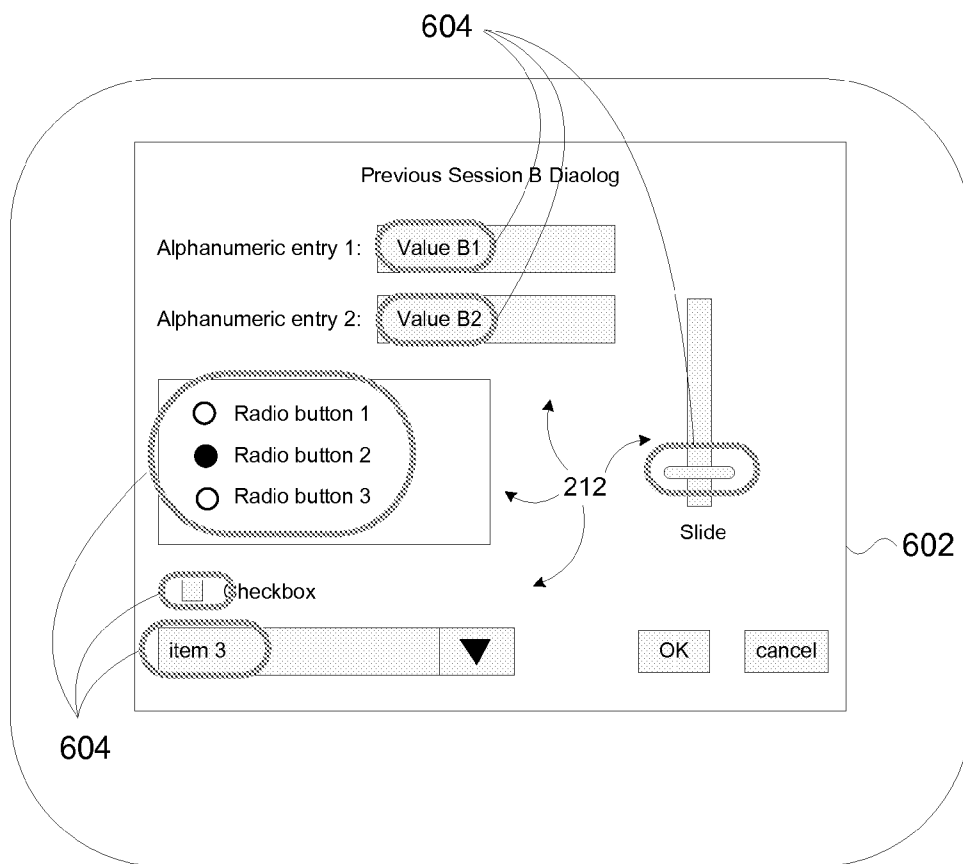 604
Previous Session B Diaolog
Alphanumeric entry 1: Value B1
Alphanumeric entry 2: Value B2
Radio button 1
Radio button 2
Radio button 3
212
Slide
602
Checkbox
item 3
OK
cancel
604